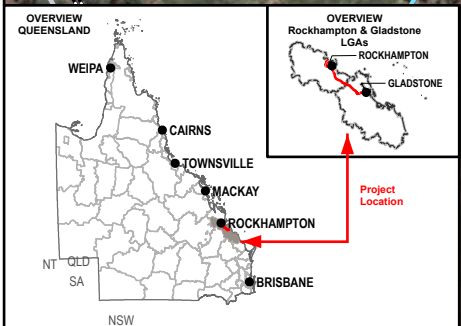 OVERVIEW
QUEENSLAND
WEIPA
CAIRNS
TOWNSVILLE
MACKAY
ROCKHAMPTON
BRISBANE
NT
QLD
SA
NSW
OVERVIEW
Rockhampton & Gladstone
LGAs
ROCKHAMPTON
GLADSTONE
Project
Location